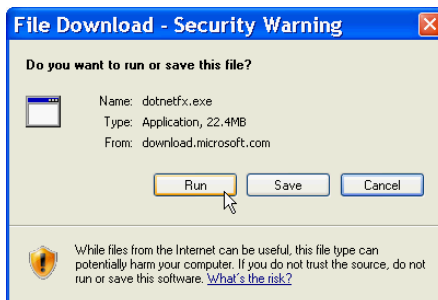 File Download - Security Warning
Do you want to run or save this file?
Name: dotnetfx.exe
Type: Application, 22.4MB
From: download.microsoft.com
Run Save Cancel
While files from the Internet can be useful, this file type can
potentially harm your computer. If you do not trust the source, do not
run or save this software. What's the risk?